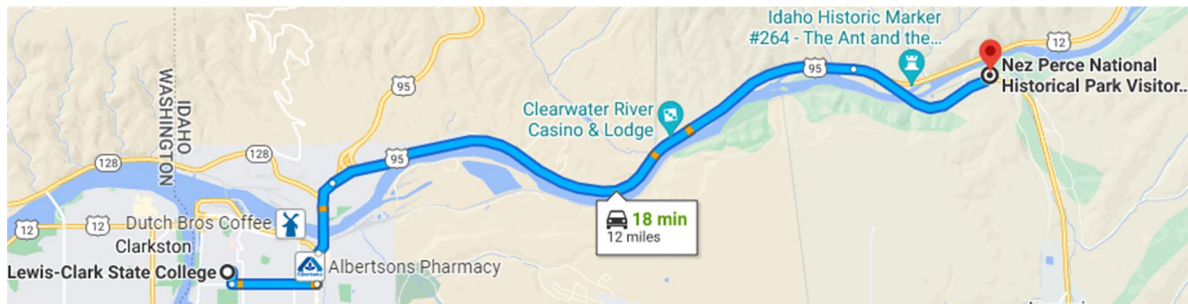 Idaho Historic Marker
#264 - The Ant and the...
12
Nez Perce National
Historical Park Visitor...
95
95
Clearwater River
Casino & Lodge
IDAHO
WASHINGTON
128
128
95
18 min
12 miles
12
12
Dutch Bros Coffee
Clarkston
Lewis-Clark State College
Albertsons
Albertsons Pharmacy